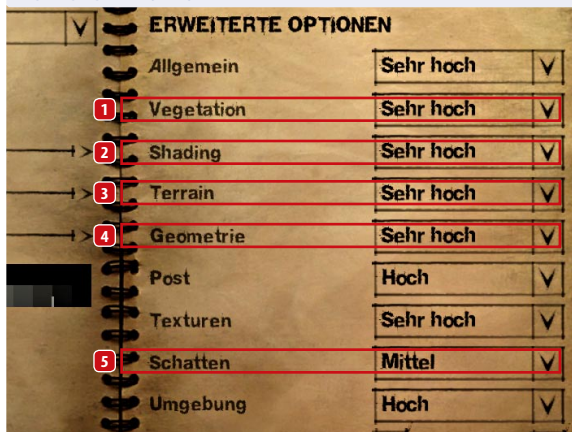 ERWEITERTE OPTIONEN
Allgemein Sehr hoch
1 Vegetation Sehr hoch
2 Shading Sehr hoch
3 Terrain Sehr hoch
4 Geometrie Sehr hoch
Post Hoch
Texturen Sehr hoch
5 Schatten Mittel
Umgebung Hoch